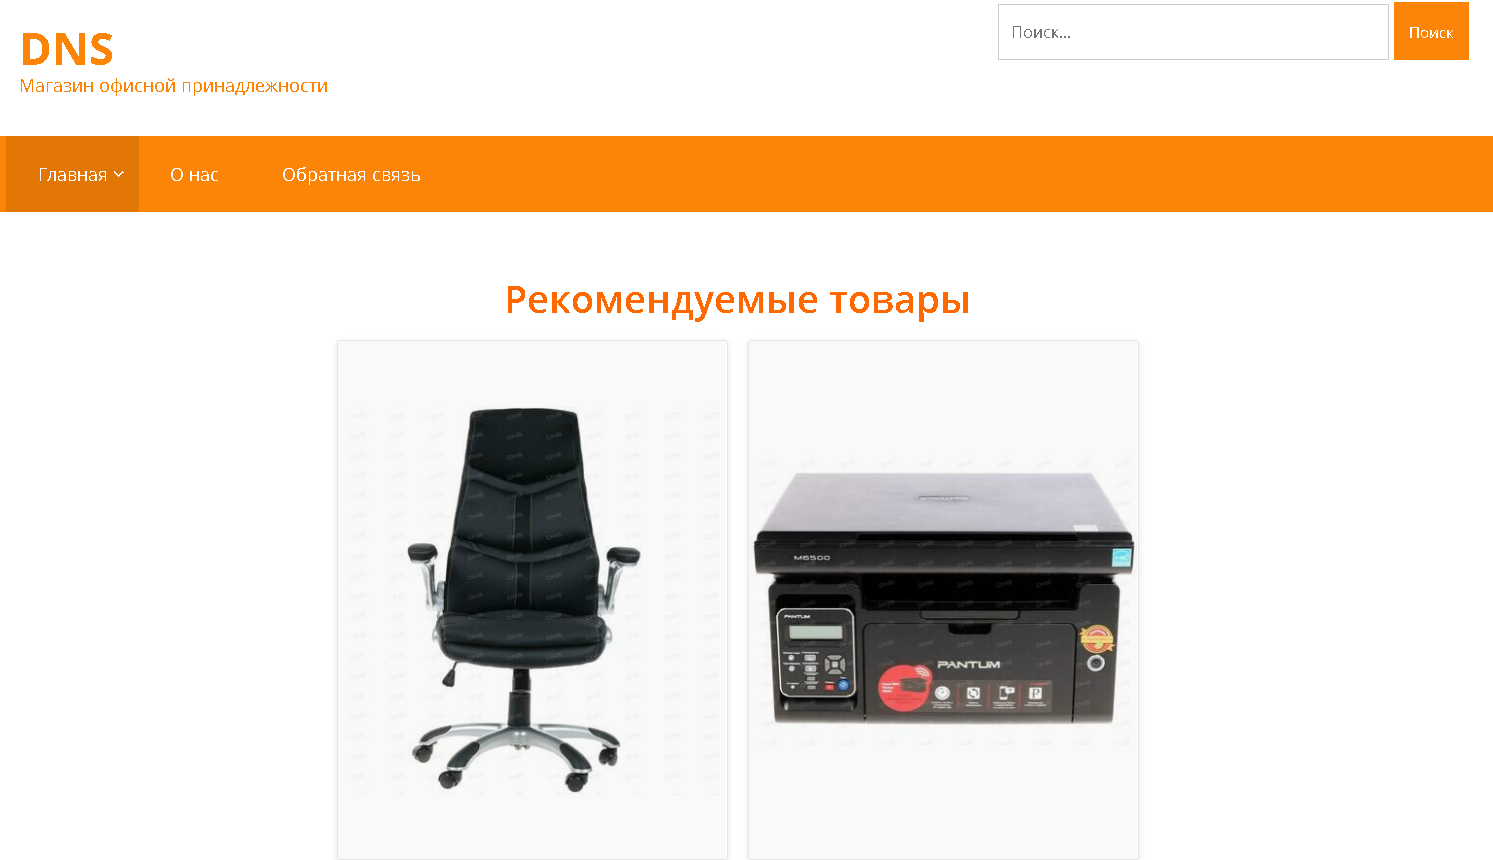 DNS
Магазин офисной принадлежности
Поиск...
Поиск
Главная
О нас
Обратная связь
Рекомендуемые товары
M6500
PANTUM
PANTUM